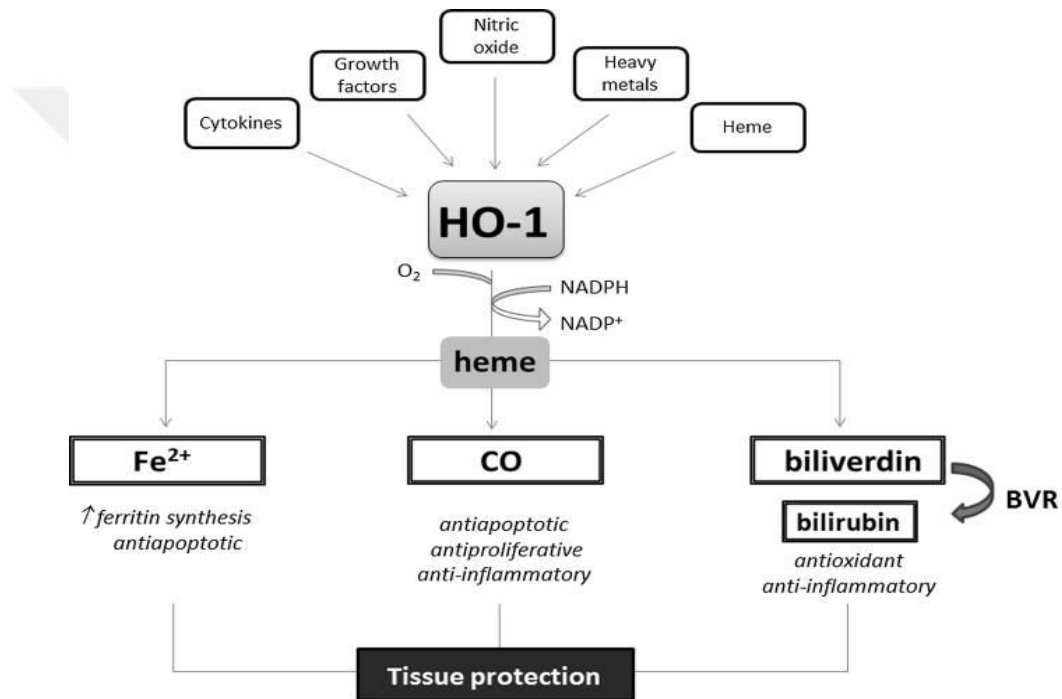 Nitric
oxide
Growth
factors
Heavy
metals
Cytokines
Heme
HO-1
O₂
NADPH
NADP⁺
heme
Fe²⁺
CO
biliverdin
BVR
bilirubin
↑ferritin synthesis
antiapoptotic
antiapoptotic
antiproliferative
anti-inflammatory
antioxidant
anti-inflammatory
Tissue protection